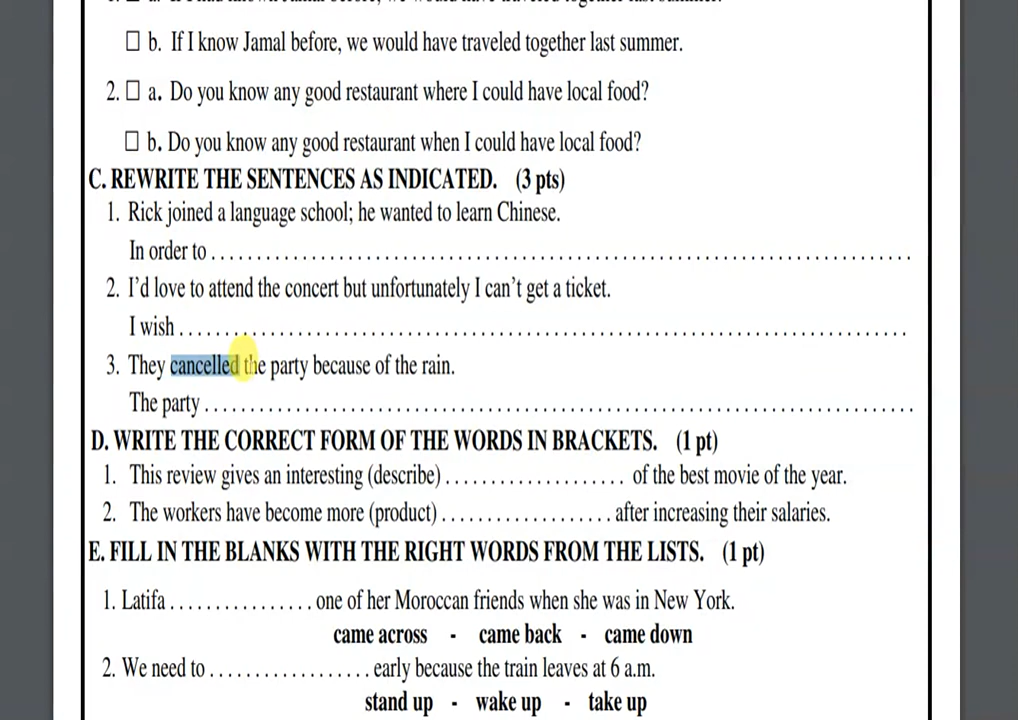 ☐ b. If I know Jamal before, we would have traveled together last summer.
2. ☐ a. Do you know any good restaurant where I could have local food?
☐ b. Do you know any good restaurant when I could have local food?
C. REWRITE THE SENTENCES AS INDICATED. (3 pts)
1. Rick joined a language school; he wanted to learn Chinese.
In order to ........................................................................
2. I'd love to attend the concert but unfortunately I can't get a ticket.
I wish ........................................................................
3. They cancelled the party because of the rain.
The party ........................................................................
D. WRITE THE CORRECT FORM OF THE WORDS IN BRACKETS. (1 pt)
1. This review gives an interesting (describe) .................... of the best movie of the year.
2. The workers have become more (product) ................... after increasing their salaries.
E. FILL IN THE BLANKS WITH THE RIGHT WORDS FROM THE LISTS. (1 pt)
1. Latifa ................ one of her Moroccan friends when she was in New York.
came across - came back - came down
2. We need to .................. early because the train leaves at 6 a.m.
stand up - wake up - take up